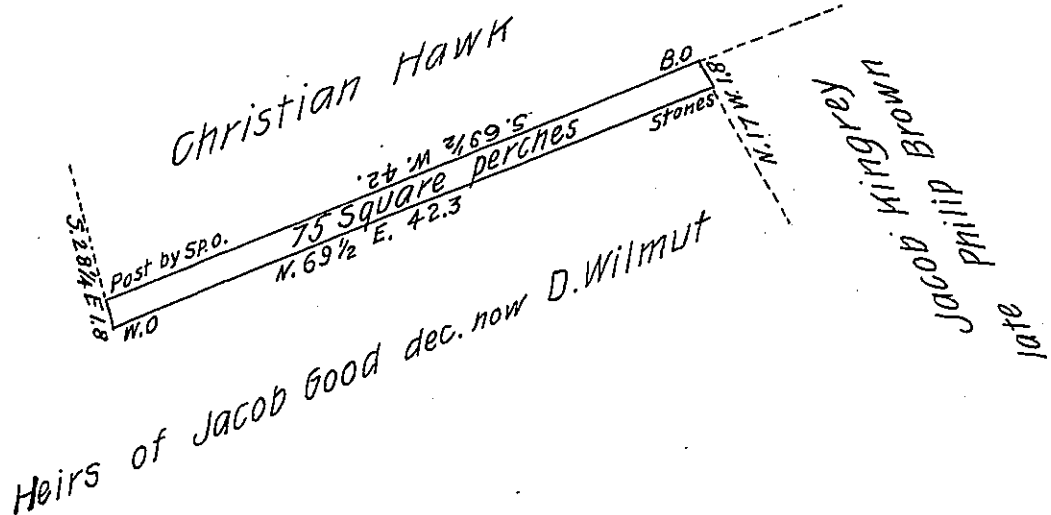 Christian Hawk
B.O
S. 69½ W. 42.
75 Square perches
Stones
N. 17 W. 1.8
Post by SP.O.
N. 69½ E. 42.3
S. 28¼ E 1.8
W.O
Jacob Kingrey
late Philip Brown
Heirs of Jacob Good dec. now D. Wilmut